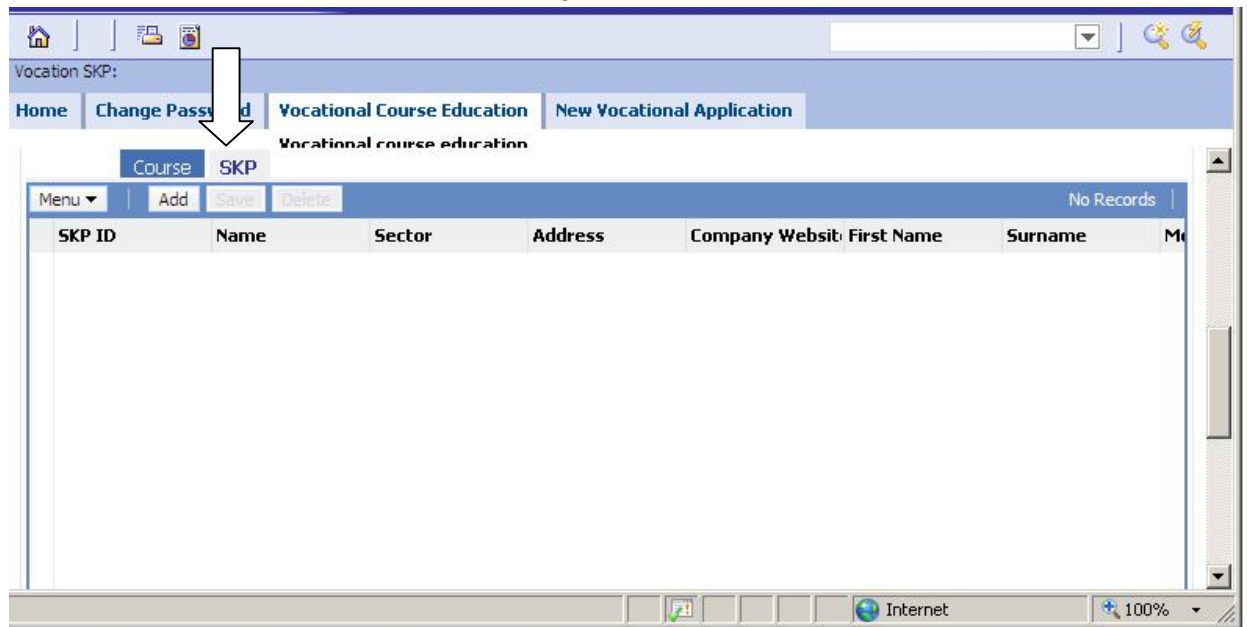 Vocation SKP:
Home Change Pass d Vocational Course Education New Vocational Application
Vocational course education
Course SKP
Menu Add Save Delete No Records
SKP ID Name Sector Address Company Websit First Name Surname
Internet 100%